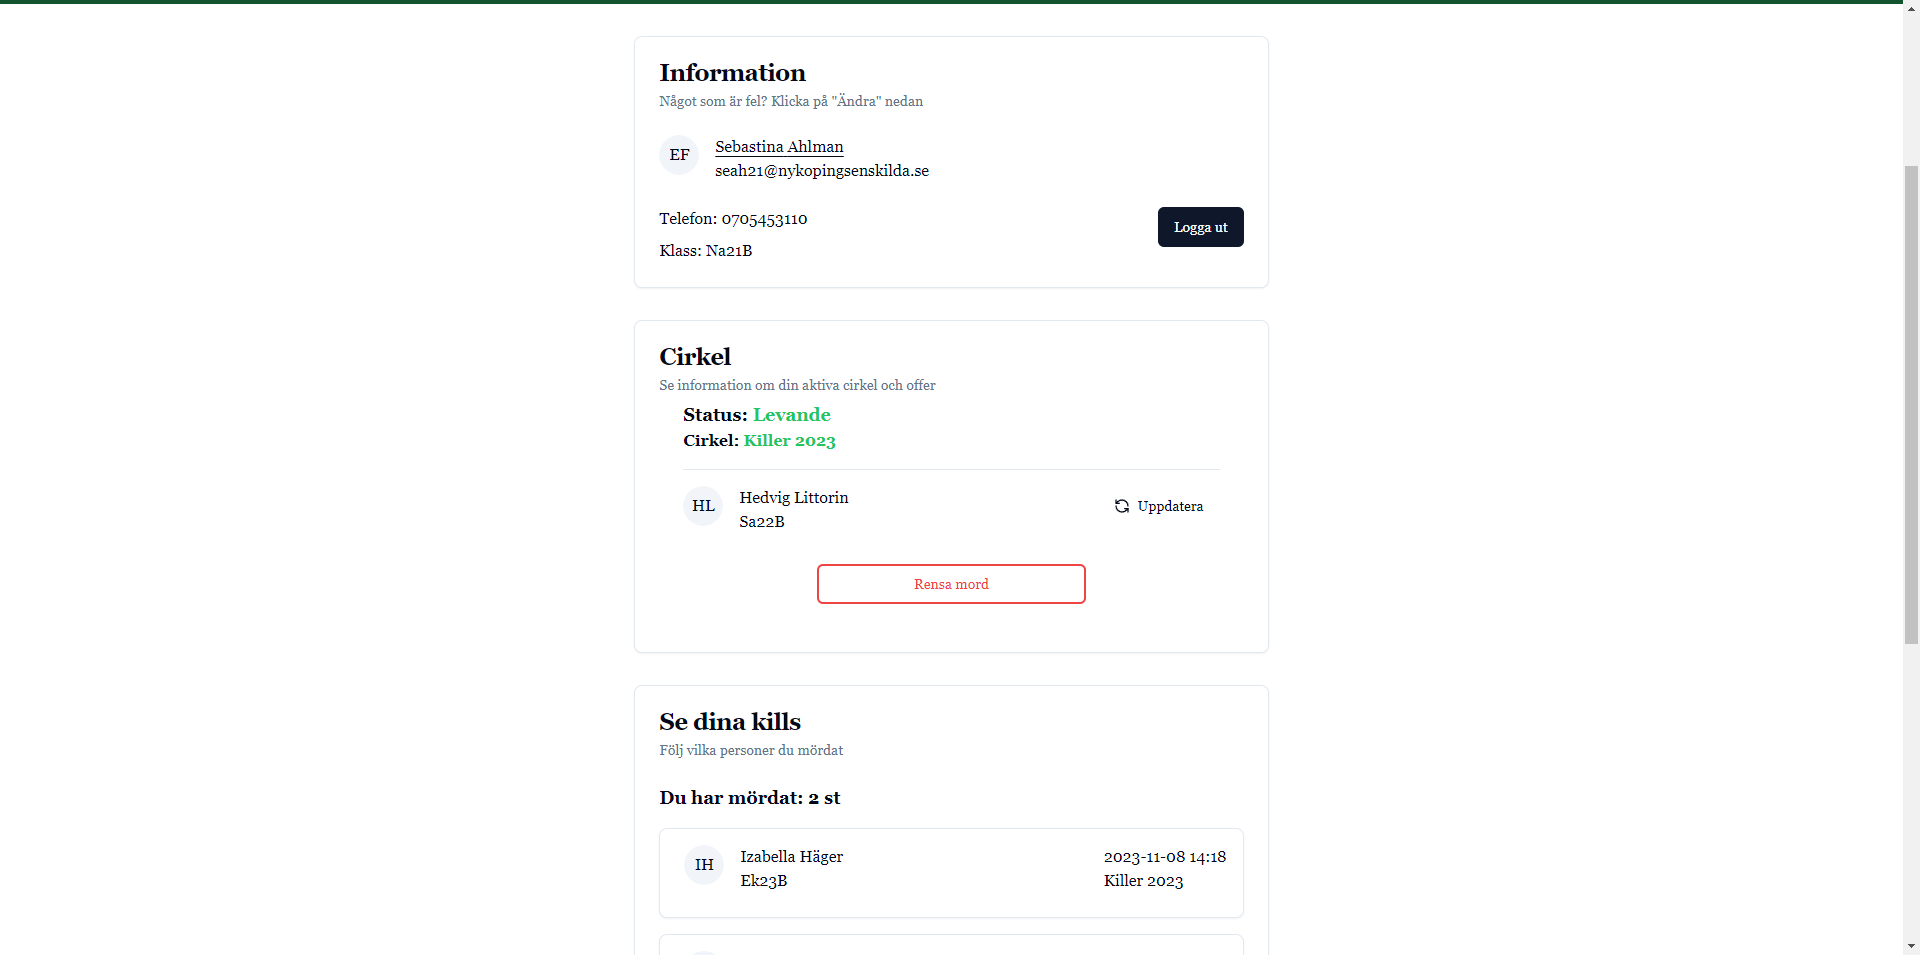 Information
Något som är fel? Klicka på "Ändra" nedan
EF
Sebastina Ahlman
seah21@nykopingsenskilda.se
Telefon: 0705453110
Logga ut
Klass: Na21B
Cirkel
Se information om din aktiva cirkel och offer
Status: Levande
Cirkel: Killer 2023
HL
Hedvig Littorin
Sa22B
Uppdatera
Rensa mord
Se dina kills
Följ vilka personer du mördat
Du har mördat: 2 st
IH
Izabella Häger
Ek23B
2023-11-08 14:18
Killer 2023